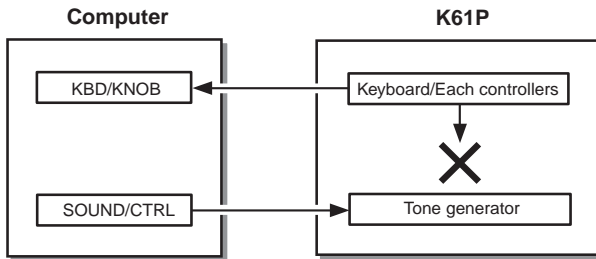 Computer
K61P
KBD/KNOB
Keyboard/Each controllers
SOUND/CTRL
Tone generator